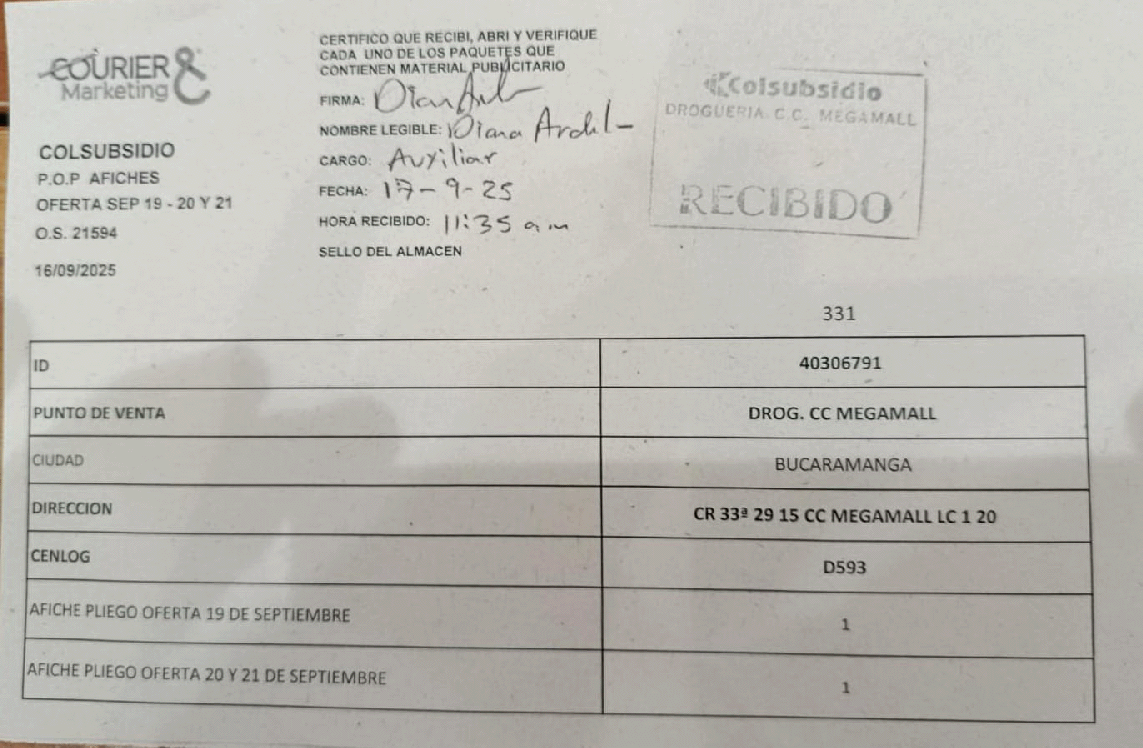 COURIER &
Marketing
COLSUBSIDIO
P.O.P AFICHES
OFERTA SEP 19 - 20 Y 21
O.S. 21594
16/09/2025
CERTIFICO QUE RECIBI, ABRI Y VERIFIQUE
CADA UNO DE LOS PAQUETES QUE
CONTIENEN MATERIAL PUBLICITARIO
FIRMA:
NOMBRE LEGIBLE: Diana
CARGO: Auxiliar
FECHA: 17-9-25
HORA RECIBIDO: 11:35 am
SELLO DEL ALMACEN
Colsubsidio
DROGUERIA C.C. MEGAMALL
RECIBIDO
331
ID 40306791
PUNTO DE VENTA DROG. CC MEGAMALL
CIUDAD BUCARAMANGA
DIRECCION CR 33ª 29 15 CC MEGAMALL LC 1 20
CENLOG D593
AFICHE PLIEGO OFERTA 19 DE SEPTIEMBRE 1
AFICHE PLIEGO OFERTA 20 Y 21 DE SEPTIEMBRE 1